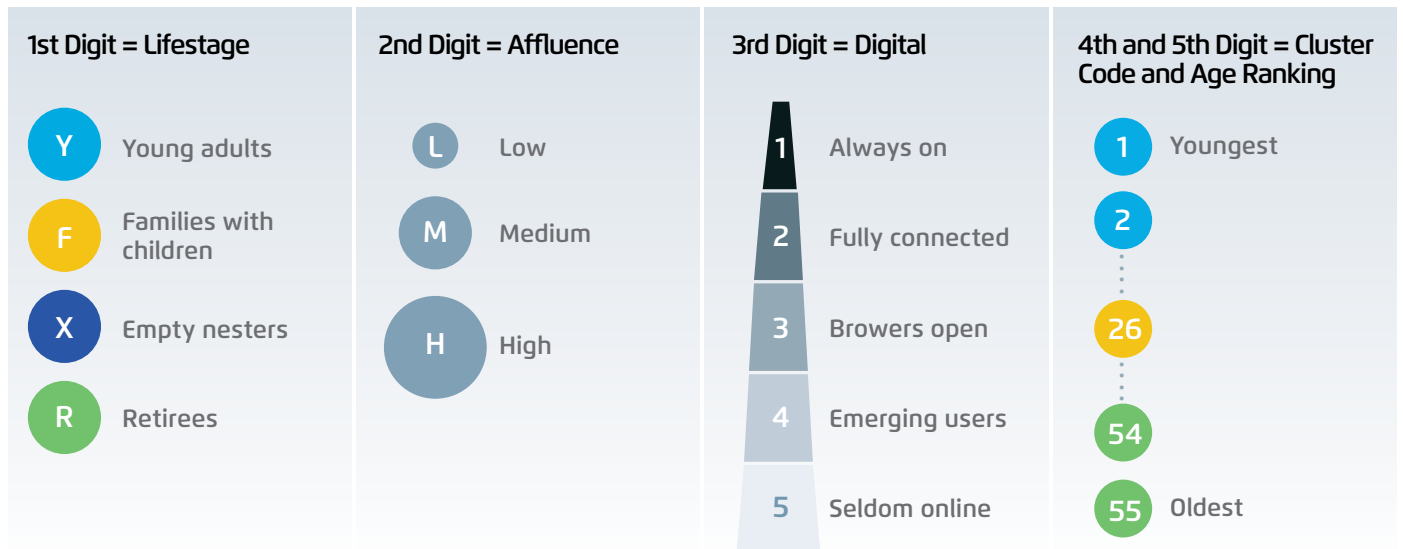 1st Digit = Lifestage
Y
Young adults
F
Families with
children
X
Empty nesters
R
Retirees
2nd Digit = Affluence
L
Low
M
Medium
H
High
3rd Digit = Digital
1
Always on
2
Fully connected
3
Browers open
4
Emerging users
5
Seldom online
4th and 5th Digit = Cluster
Code and Age Ranking
1
Youngest
2
26
54
55
Oldest